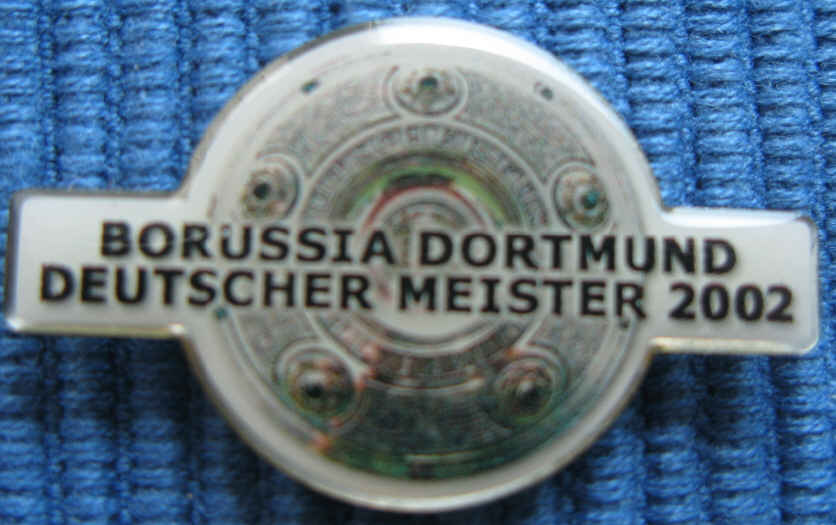 BORUSSIA DORTMUND
DEUTSCHER MEISTER 2002